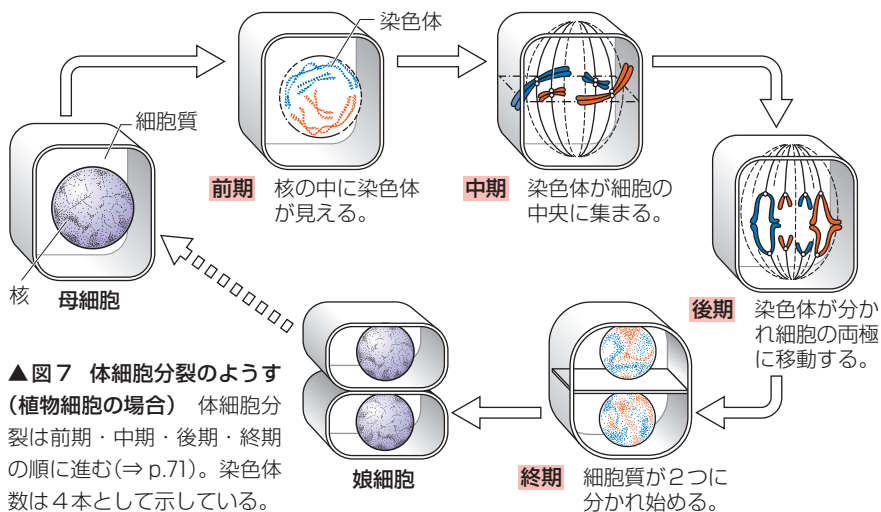 染色体
細胞質
核
母細胞
前期 核の中に染色体
が見える。
中期 染色体が細胞の
中央に集まる。
後期 染色体が分か
れ細胞の両極
に移動する。
終期 細胞質が2つに
分かれ始める。
娘細胞
▲図7 体細胞分裂のようす
(植物細胞の場合) 体細胞分
裂は前期・中期・後期・終期
の順に進む(⇒p.71)。染色体
数は4本として示している。